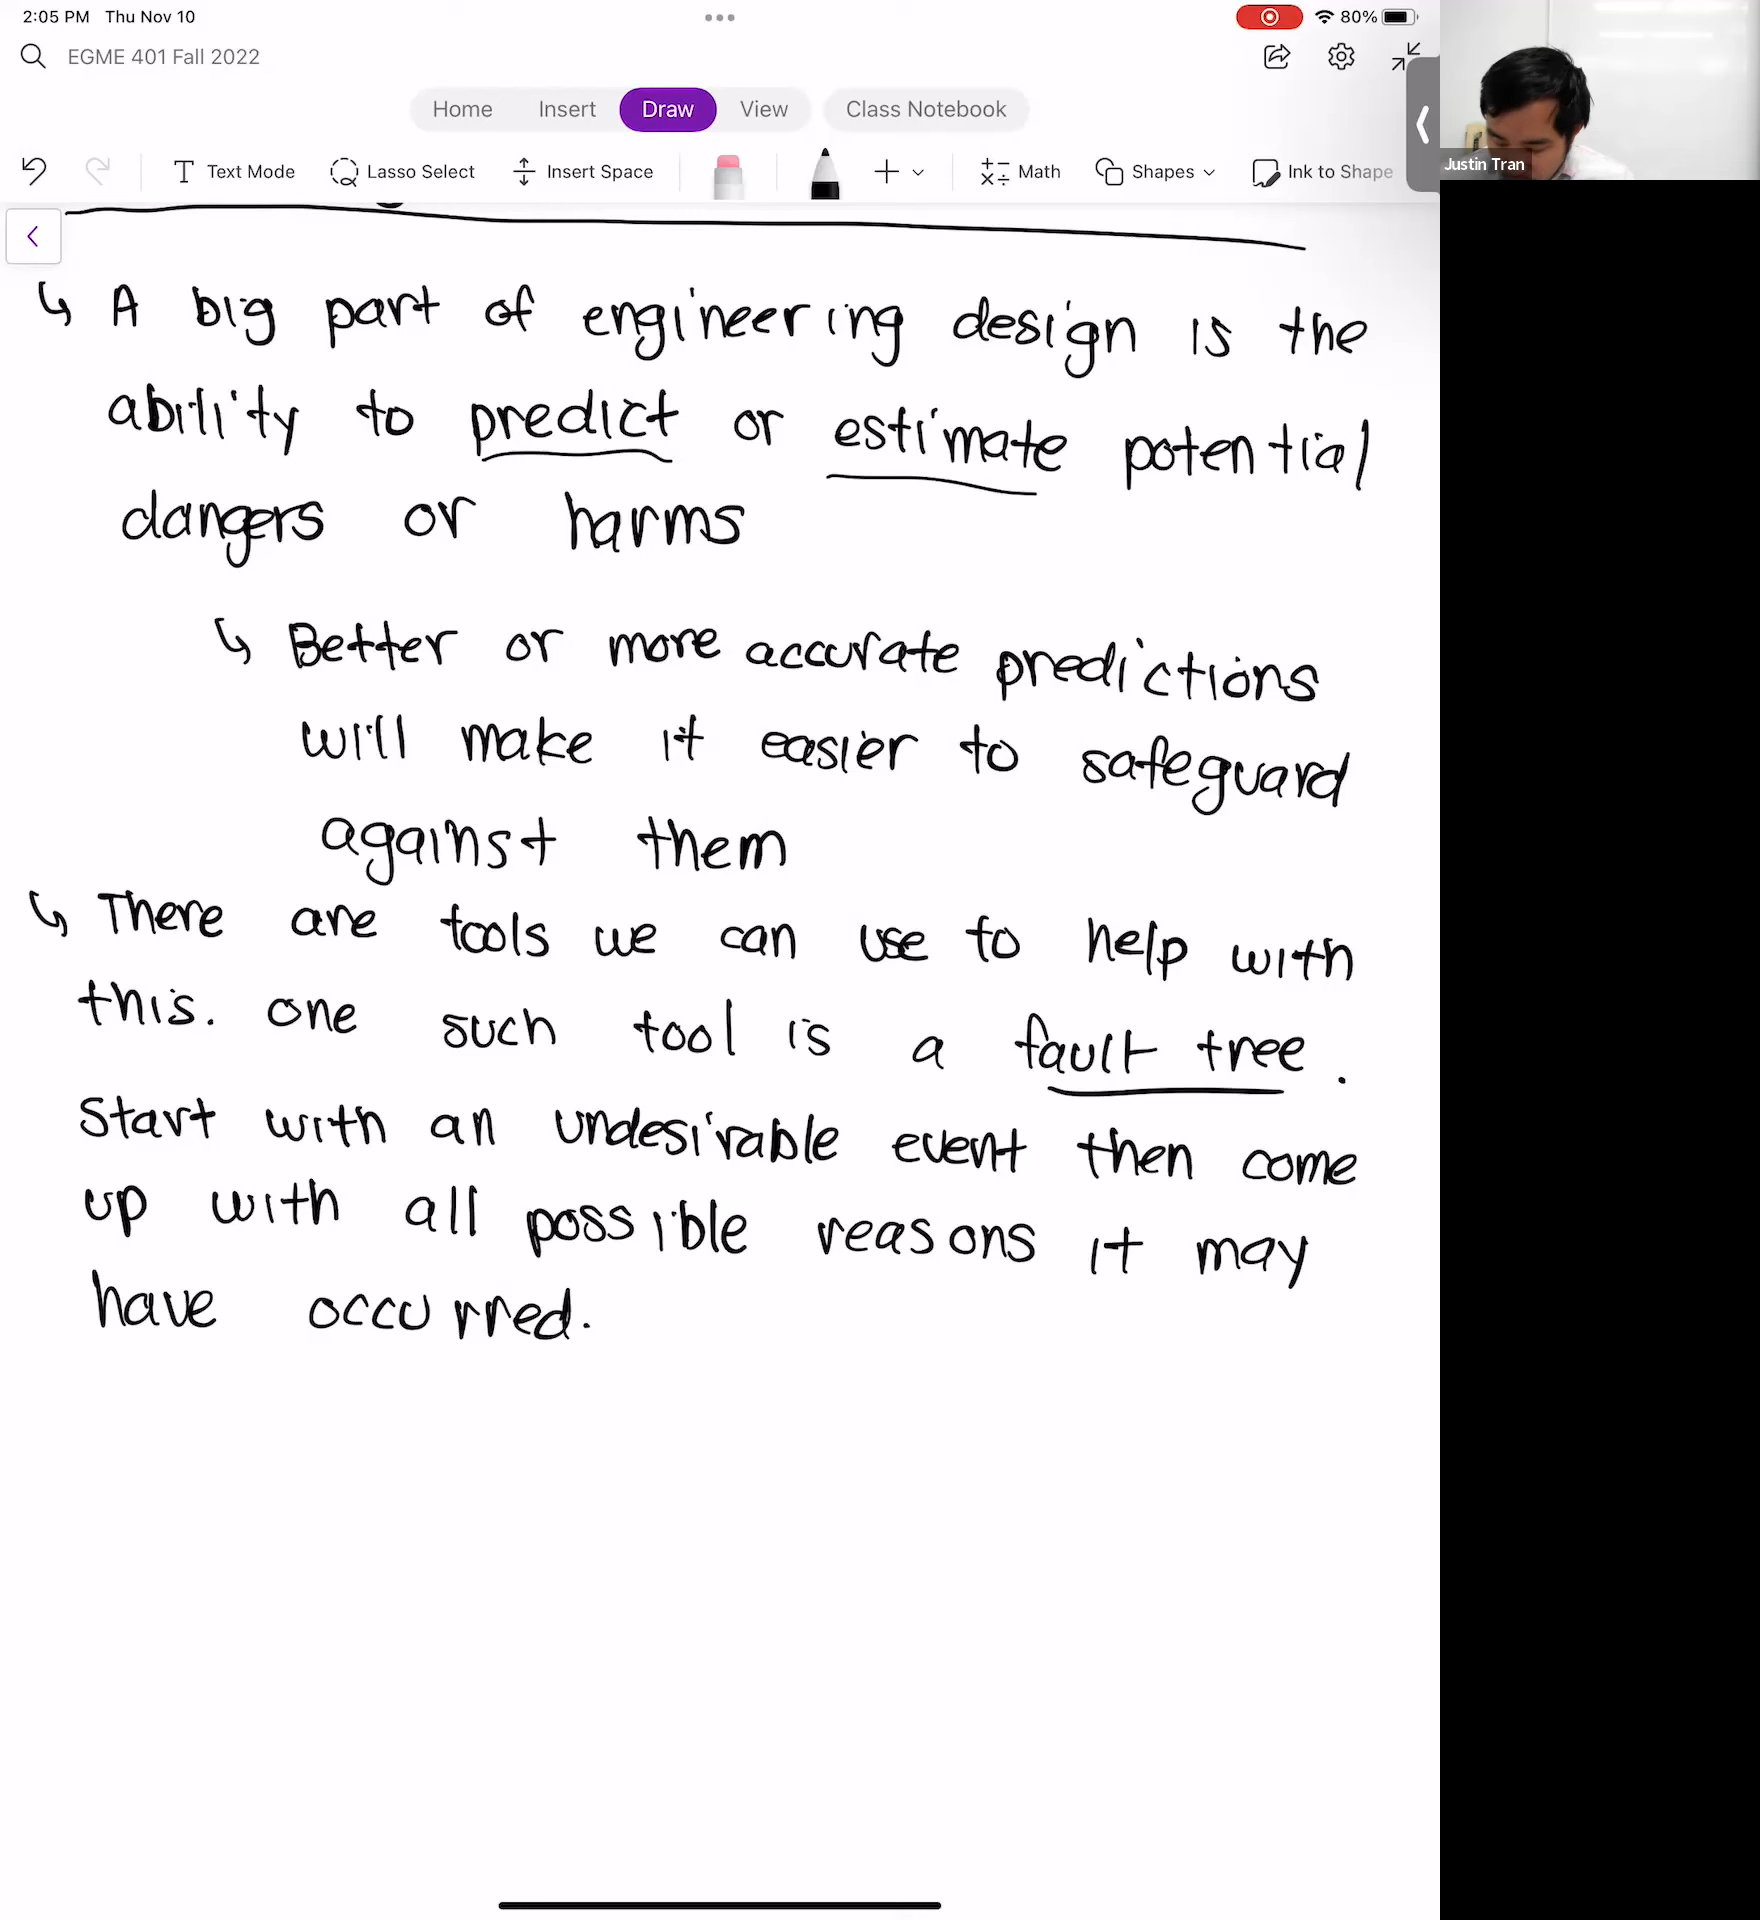 2:05 PM Thu Nov 10
80%
EGME 401 Fall 2022
Home Insert Draw View Class Notebook
Text Mode Lasso Select Insert Space Math Shapes Ink to Shape
Justin Tran
↳ A big part of engineering design is the
ability to predict or estimate potential
dangers or harms
↳ Better or more accurate predictions
will make it easier to safeguard
against them
↳ There are tools we can use to help with
this. one such tool is a fault tree.
Start with an undesirable event then come
up with all possible reasons it may
have occurred.